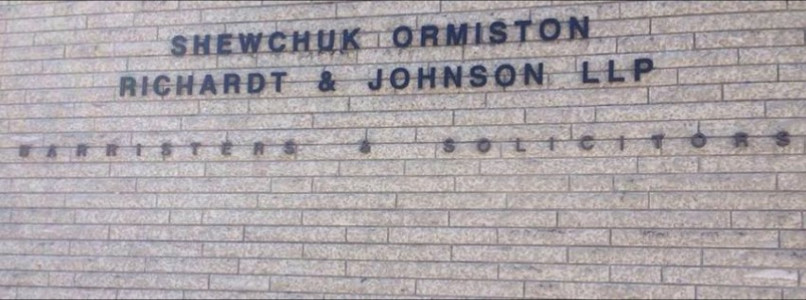 SHEWCHUK ORMISTON
RICHARDT & JOHNSON LLP
BARRISTERS & SOLICITORS